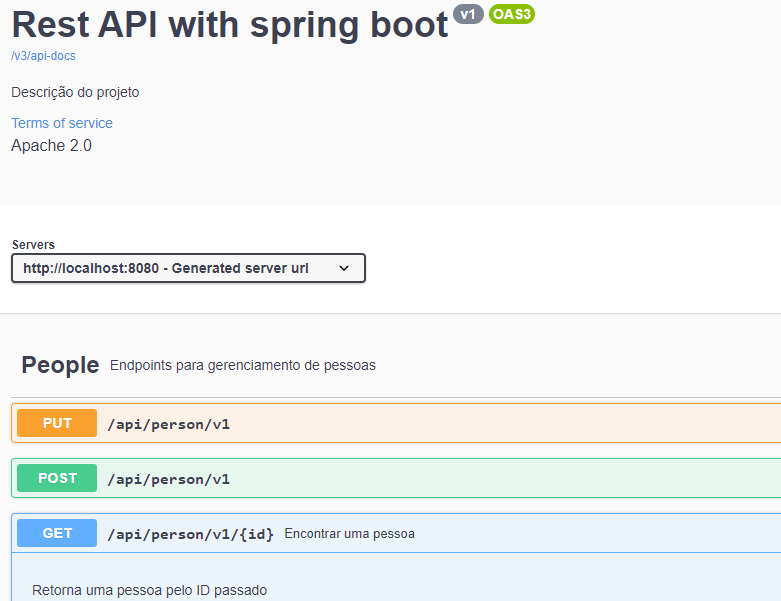 Rest API with spring boot v1 OAS3
/v3/api-docs
Descrição do projeto
Terms of service
Apache 2.0
Servers
http://localhost:8080 - Generated server url
People Endpoints para gerenciamento de pessoas
PUT /api/person/v1
POST /api/person/v1
GET /api/person/v1/{id} Encontrar uma pessoa
Retorna uma pessoa pelo ID passado